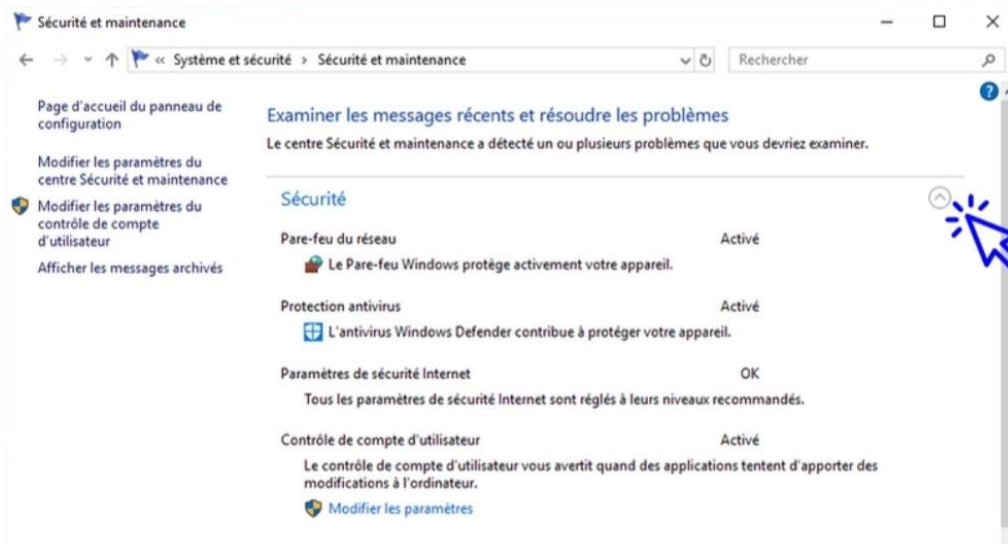 Sécurité et maintenance
« Système et sécurité › Sécurité et maintenance
Rechercher
Page d'accueil du panneau de
configuration
Modifier les paramètres du
centre Sécurité et maintenance
Modifier les paramètres du
contrôle de compte
d'utilisateur
Afficher les messages archivés
Examiner les messages récents et résoudre les problèmes
Le centre Sécurité et maintenance a détecté un ou plusieurs problèmes que vous devriez examiner.
Sécurité
Pare-feu du réseau Activé
Le Pare-feu Windows protège activement votre appareil.
Protection antivirus Activé
L'antivirus Windows Defender contribue à protéger votre appareil.
Paramètres de sécurité Internet OK
Tous les paramètres de sécurité Internet sont réglés à leurs niveaux recommandés.
Contrôle de compte d'utilisateur Activé
Le contrôle de compte d'utilisateur vous avertit quand des applications tentent d'apporter des
modifications à l'ordinateur.
Modifier les paramètres